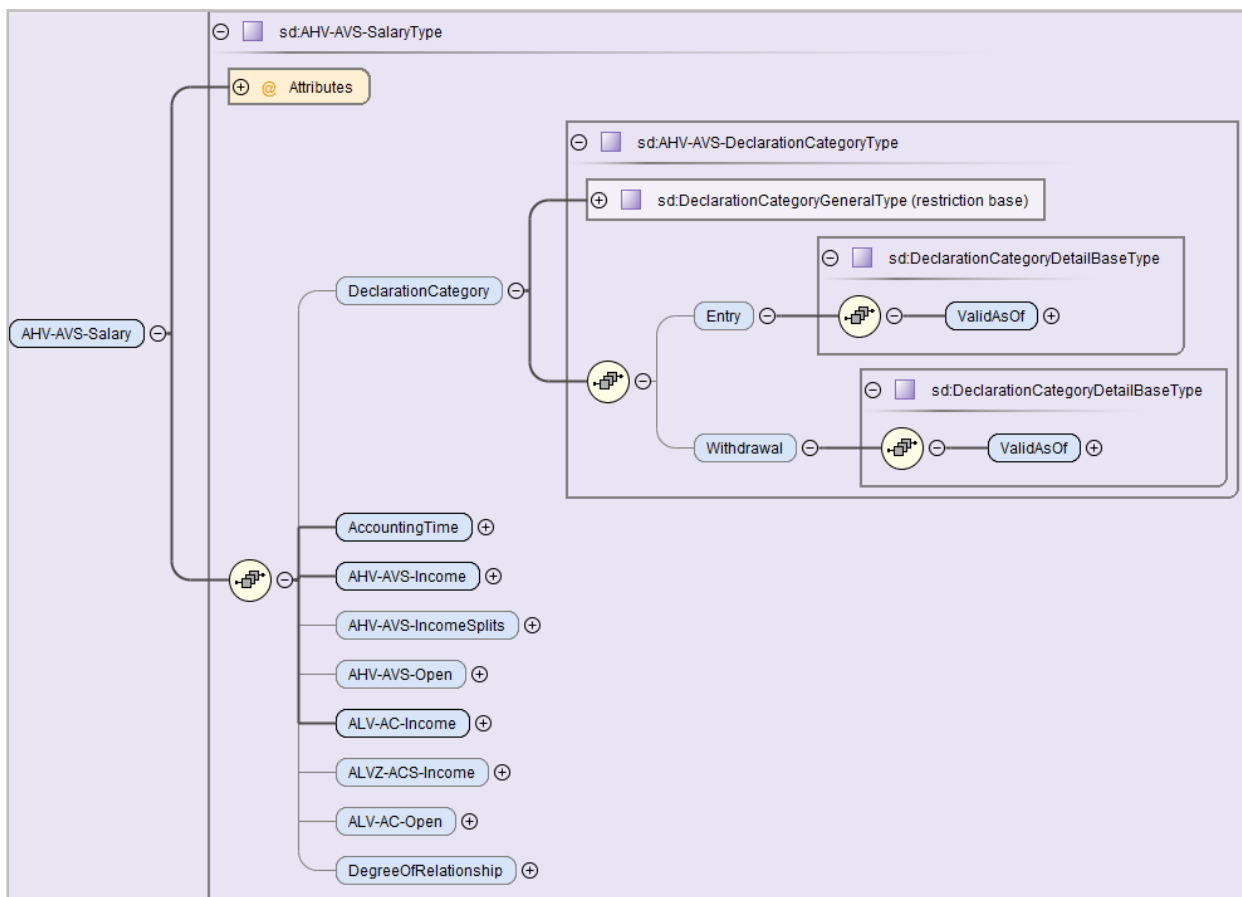 sd:AHV-AVS-SalaryType
@ Attributes
sd:AHV-AVS-DeclarationCategoryType
sd:DeclarationCategoryGeneralType (restriction base)
sd:DeclarationCategoryDetailBaseType
DeclarationCategory
Entry
ValidAsOf
AHV-AVS-Salary
sd:DeclarationCategoryDetailBaseType
Withdrawal
ValidAsOf
AccountingTime
AHV-AVS-Income
AHV-AVS-IncomeSplits
AHV-AVS-Open
ALV-AC-Income
ALVZ-ACS-Income
ALV-AC-Open
DegreeOfRelationship